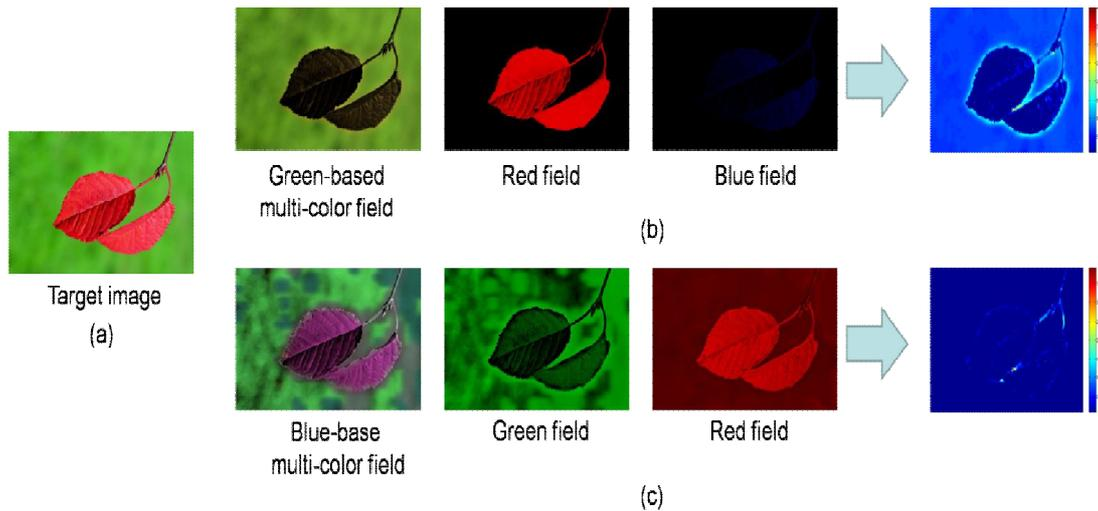 Green-based
multi-color field
Red field
Blue field
(b)
Target image
(a)
Blue-base
multi-color field
Green field
Red field
(c)